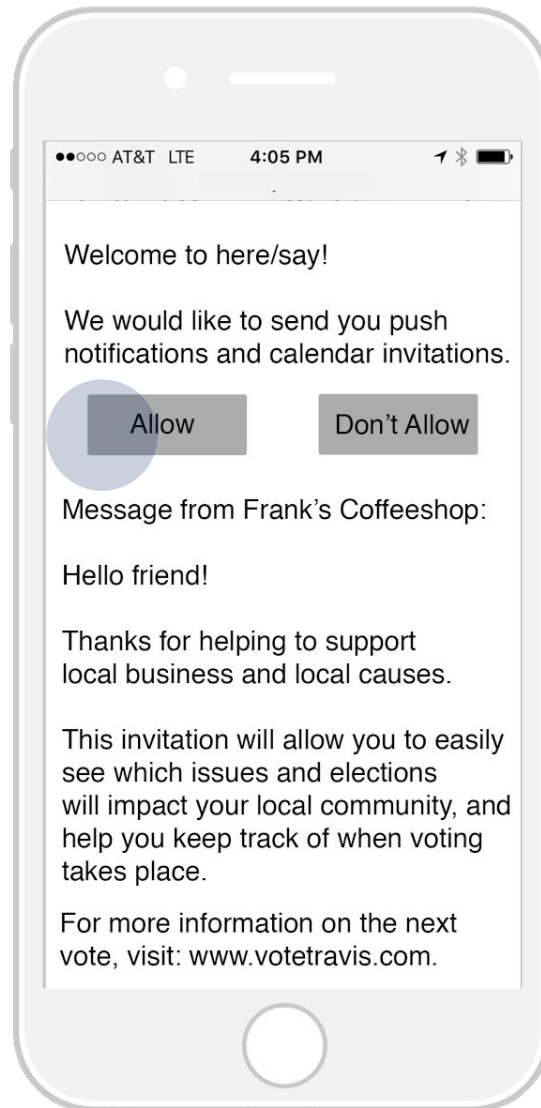 AT&T LTE 4:05 PM
Welcome to here/say!
We would like to send you push
notifications and calendar invitations.
Allow Don't Allow
Message from Frank's Coffeeshop:
Hello friend!
Thanks for helping to support
local business and local causes.
This invitation will allow you to easily
see which issues and elections
will impact your local community, and
help you keep track of when voting
takes place.
For more information on the next
vote, visit: www.votetravis.com.